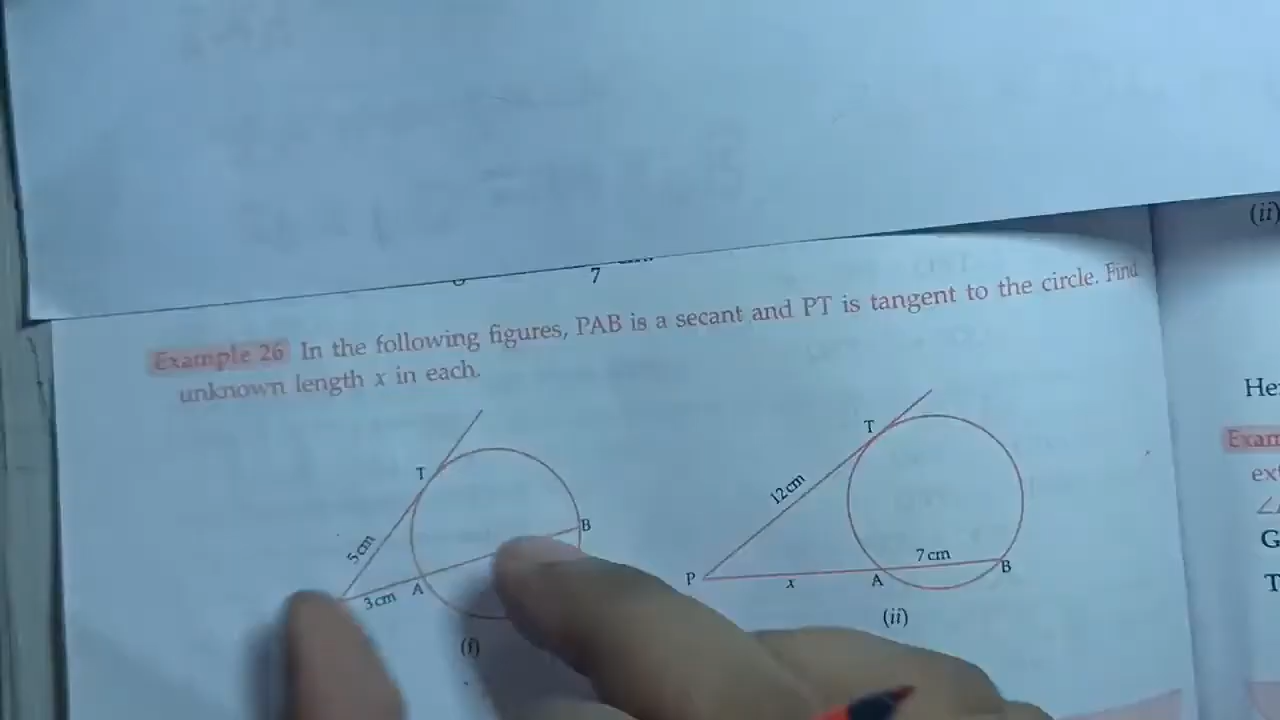 7
(ii)
Example 26 In the following figures, PAB is a secant and PT is tangent to the circle. Find
unknown length x in each.
T
5 cm
3 cm
A
B
(i)
T
12 cm
P
x
A
7 cm
B
(ii)
He
Exam
ex
∠
G
T